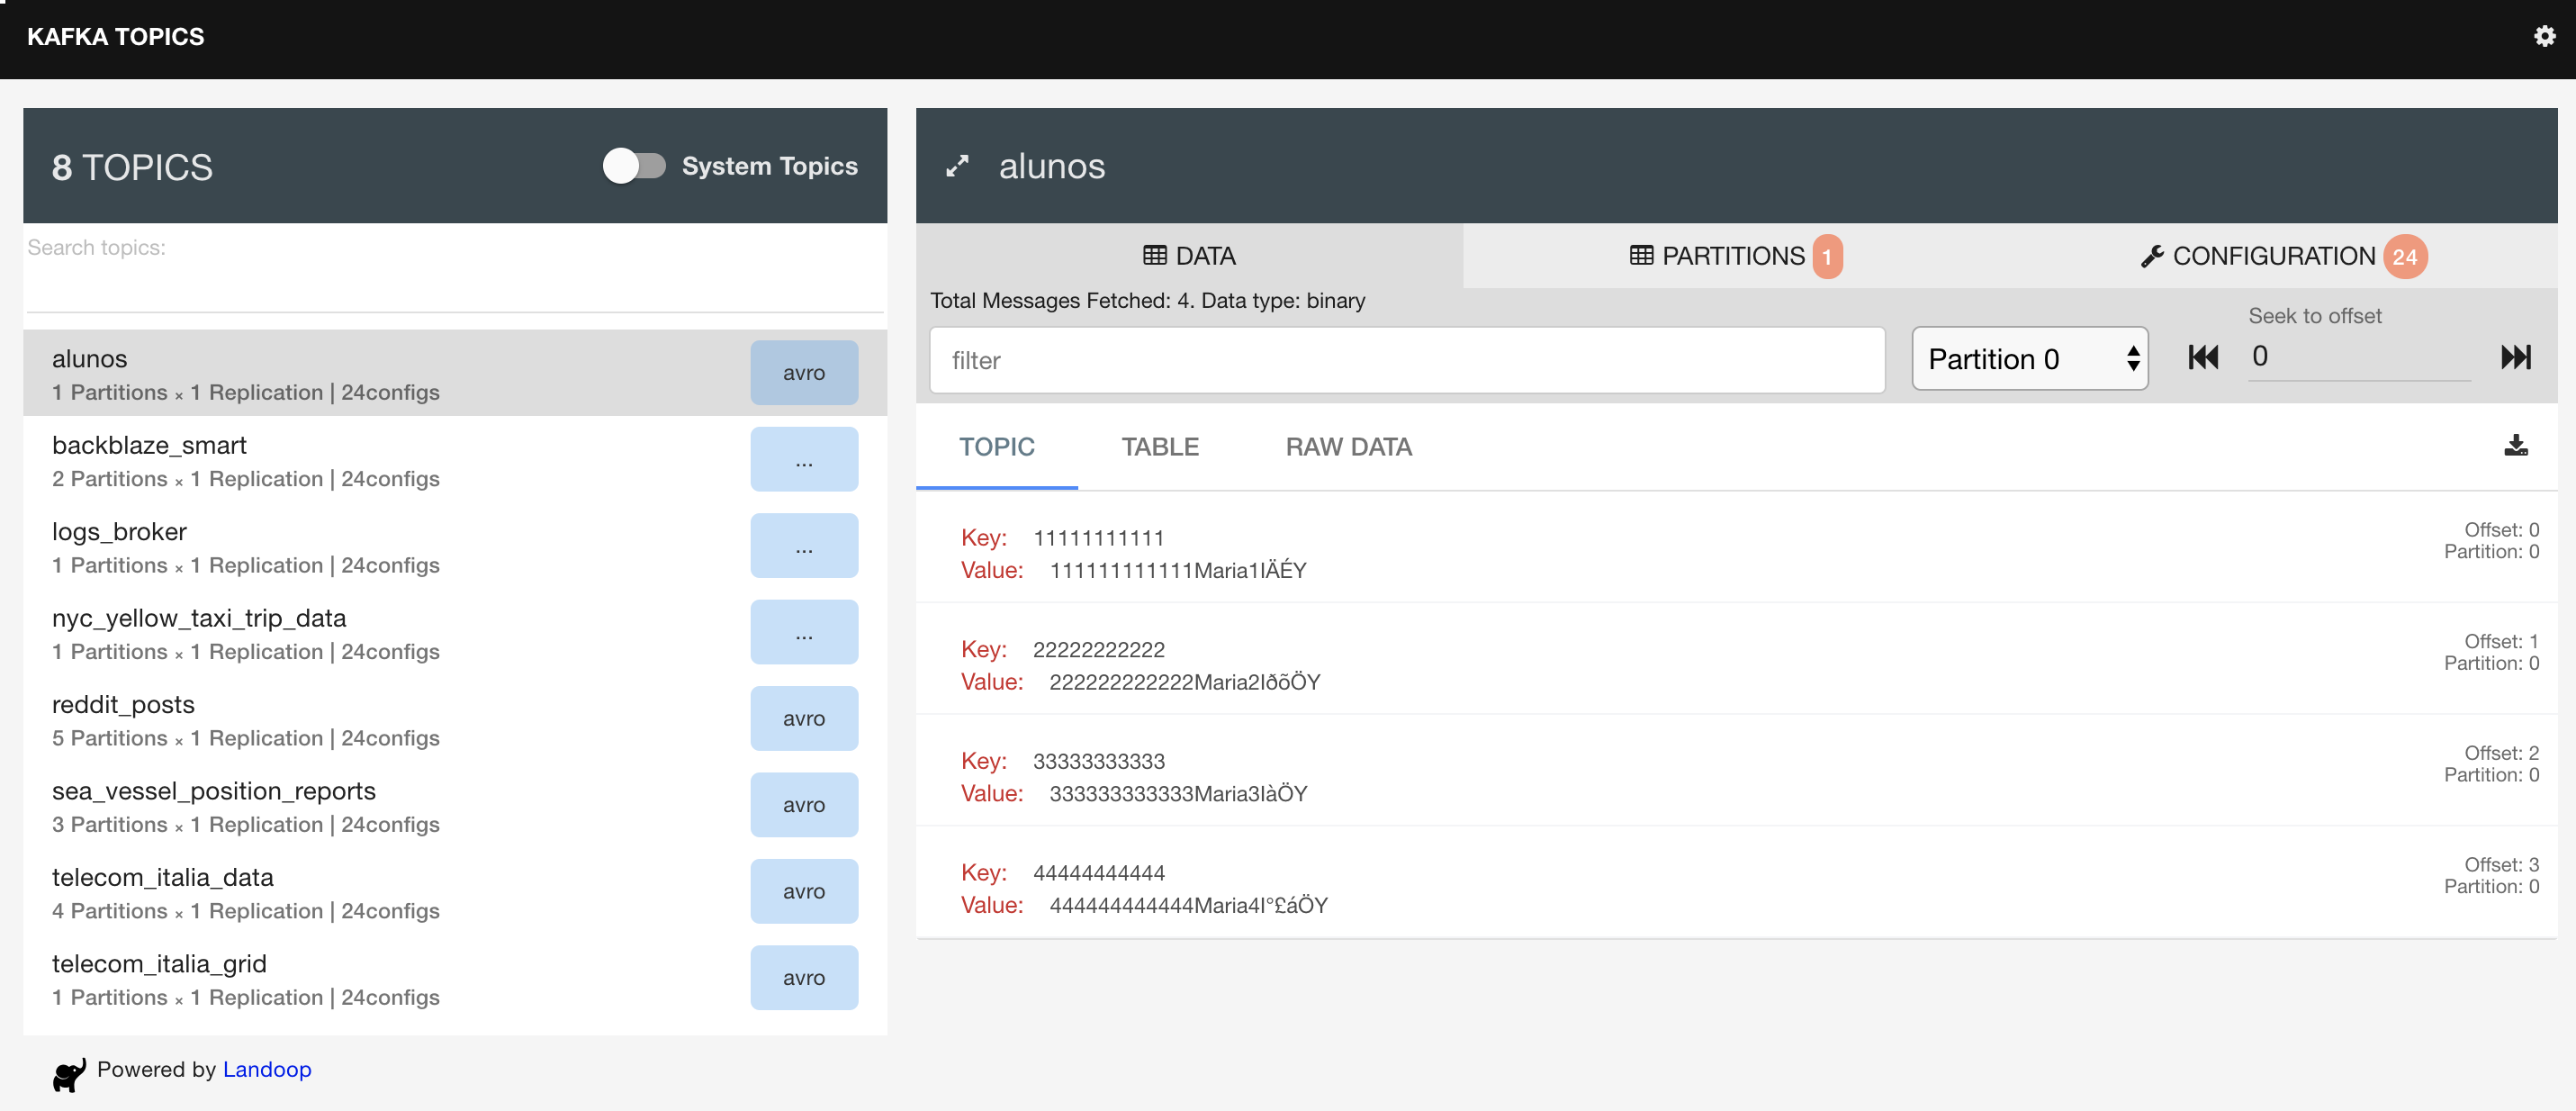 KAFKA TOPICS
8 TOPICS
System Topics
Search topics:
alunos
1 Partitions × 1 Replication | 24configs
avro
backblaze_smart
2 Partitions × 1 Replication | 24configs
...
logs_broker
1 Partitions × 1 Replication | 24configs
...
nyc_yellow_taxi_trip_data
1 Partitions × 1 Replication | 24configs
...
reddit_posts
5 Partitions × 1 Replication | 24configs
avro
sea_vessel_position_reports
3 Partitions × 1 Replication | 24configs
avro
telecom_italia_data
4 Partitions × 1 Replication | 24configs
avro
telecom_italia_grid
1 Partitions × 1 Replication | 24configs
avro
Powered by Landoop
alunos
DATA
PARTITIONS 1
CONFIGURATION 24
Total Messages Fetched: 4. Data type: binary
filter
Partition 0
Seek to offset
0
TOPIC TABLE RAW DATA
Key: 11111111111
Value: 111111111111Maria1IÄÉY
Offset: 0
Partition: 0
Key: 22222222222
Value: 222222222222Maria2IðõÖY
Offset: 1
Partition: 0
Key: 33333333333
Value: 333333333333Maria3IàÖY
Offset: 2
Partition: 0
Key: 44444444444
Value: 444444444444Maria4I°£áÖY
Offset: 3
Partition: 0